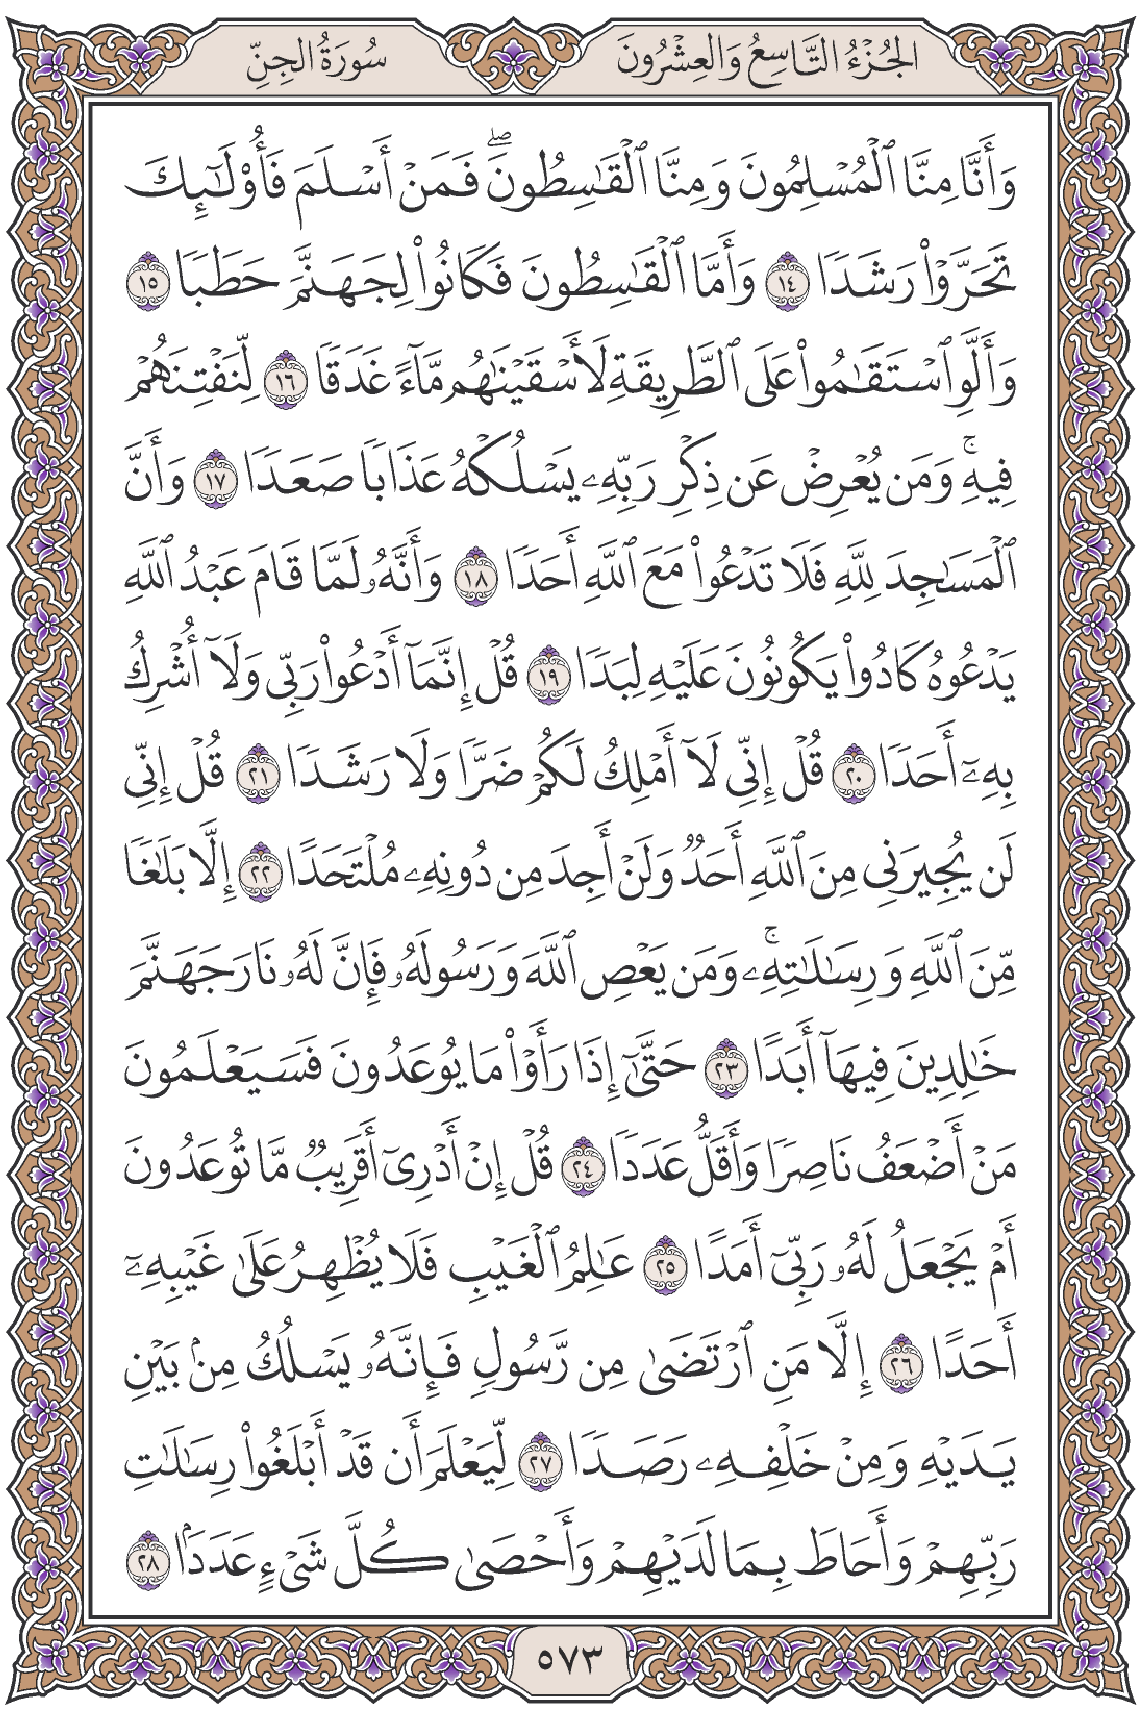 الجُزْءُ التَّاسِعُ وَالعِشْرُونَ
سُورَةُ الجِنِّ
وَأَنَّا مِنَّا ٱلْمُسْلِمُونَ وَمِنَّا ٱلْقَٰسِطُونَۖ فَمَنْ أَسْلَمَ فَأُو۟لَٰٓئِكَ
تَحَرَّوْا۟ رَشَدًا ١٤ وَأَمَّا ٱلْقَٰسِطُونَ فَكَانُوا۟ لِجَهَنَّمَ حَطَبًا ١٥
وَأَلَّوِ ٱسْتَقَٰمُوا۟ عَلَى ٱلطَّرِيقَةِ لَأَسْقَيْنَٰهُم مَّآءً غَدَقًا ١٦ لِّنَفْتِنَهُمْ
فِيهِۚ وَمَن يُعْرِضْ عَن ذِكْرِ رَبِّهِۦ يَسْلُكْهُ عَذَابًا صَعَدًا ١٧ وَأَنَّ
ٱلْمَسَٰجِدَ لِلَّهِ فَلَا تَدْعُوا۟ مَعَ ٱللَّهِ أَحَدًا ١٨ وَأَنَّهُۥ لَمَّا قَامَ عَبْدُ ٱللَّهِ
يَدْعُوهُ كَادُوا۟ يَكُونُونَ عَلَيْهِ لِبَدًا ١٩ قُلْ إِنَّمَآ أَدْعُوا۟ رَبِّى وَلَآ أُشْرِكُ
بِهِۦٓ أَحَدًا ٢٠ قُلْ إِنِّى لَآ أَمْلِكُ لَكُمْ ضَرًّا وَلَا رَشَدًا ٢١ قُلْ إِنِّى
لَن يُجِيرَنِى مِنَ ٱللَّهِ أَحَدٌ وَلَنْ أَجِدَ مِن دُونِهِۦ مُلْتَحَدًا ٢٢ إِلَّا بَلَٰغًا
مِّنَ ٱللَّهِ وَرِسَٰلَٰتِهِۦۚ وَمَن يَعْصِ ٱللَّهَ وَرَسُولَهُۥ فَإِنَّ لَهُۥ نَارَ جَهَنَّمَ
خَٰلِدِينَ فِيهَآ أَبَدًا ٢٣ حَتَّىٰٓ إِذَا رَأَوْا۟ مَا يُوعَدُونَ فَسَيَعْلَمُونَ
مَنْ أَضْعَفُ نَاصِرًا وَأَقَلُّ عَدَدًا ٢٤ قُلْ إِنْ أَدْرِىٓ أَقَرِيبٌ مَّا تُوعَدُونَ
أَمْ يَجْعَلُ لَهُۥ رَبِّىٓ أَمَدًا ٢٥ عَٰلِمُ ٱلْغَيْبِ فَلَا يُظْهِرُ عَلَىٰ غَيْبِهِۦٓ
أَحَدًا ٢٦ إِلَّا مَنِ ٱرْتَضَىٰ مِن رَّسُولٍ فَإِنَّهُۥ يَسْلُكُ مِنۢ بَيْنِ
يَدَيْهِ وَمِنْ خَلْفِهِۦ رَصَدًا ٢٧ لِّيَعْلَمَ أَن قَدْ أَبْلَغُوا۟ رِسَٰلَٰتِ
رَبِّهِمْ وَأَحَاطَ بِمَا لَدَيْهِمْ وَأَحْصَىٰ كُلَّ شَىْءٍ عَدَدًۢا ٢٨
٥٧٣